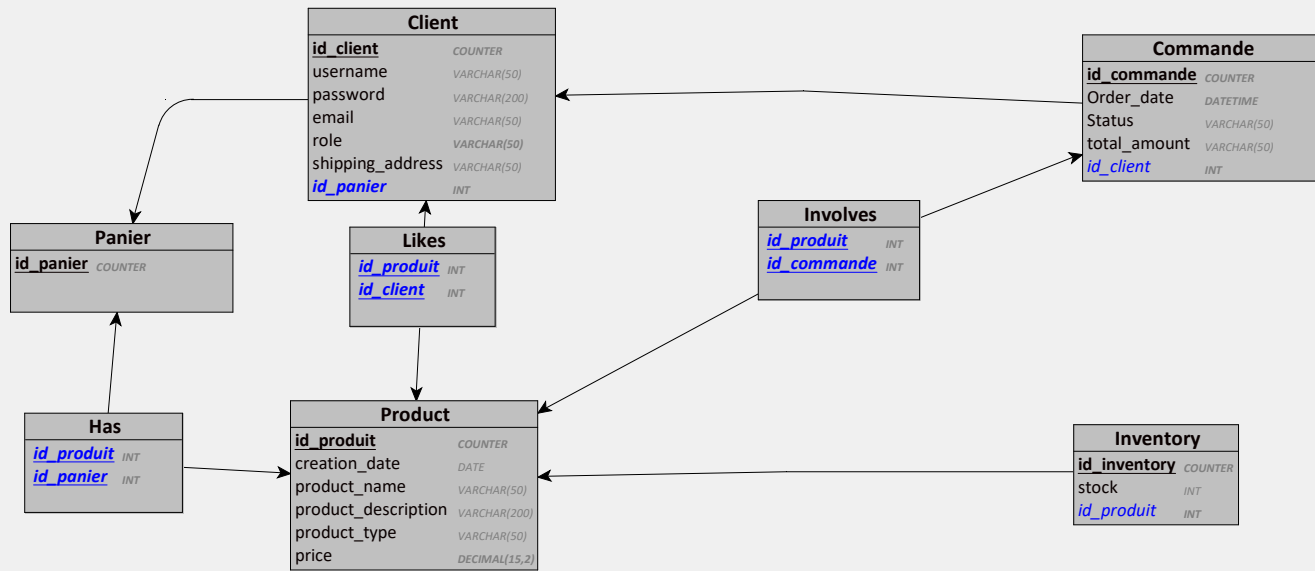 Client
id_client COUNTER
username VARCHAR(50)
password VARCHAR(200)
email VARCHAR(50)
role VARCHAR(50)
shipping_address VARCHAR(50)
id_panier INT
Commande
id_commande COUNTER
Order_date DATETIME
Status VARCHAR(50)
total_amount VARCHAR(50)
id_client INT
Panier
id_panier COUNTER
Likes
id_produit INT
id_client INT
Involves
id_produit INT
id_commande INT
Has
id_produit INT
id_panier INT
Product
id_produit COUNTER
creation_date DATE
product_name VARCHAR(50)
product_description VARCHAR(200)
product_type VARCHAR(50)
price DECIMAL(15,2)
Inventory
id_inventory COUNTER
stock INT
id_produit INT